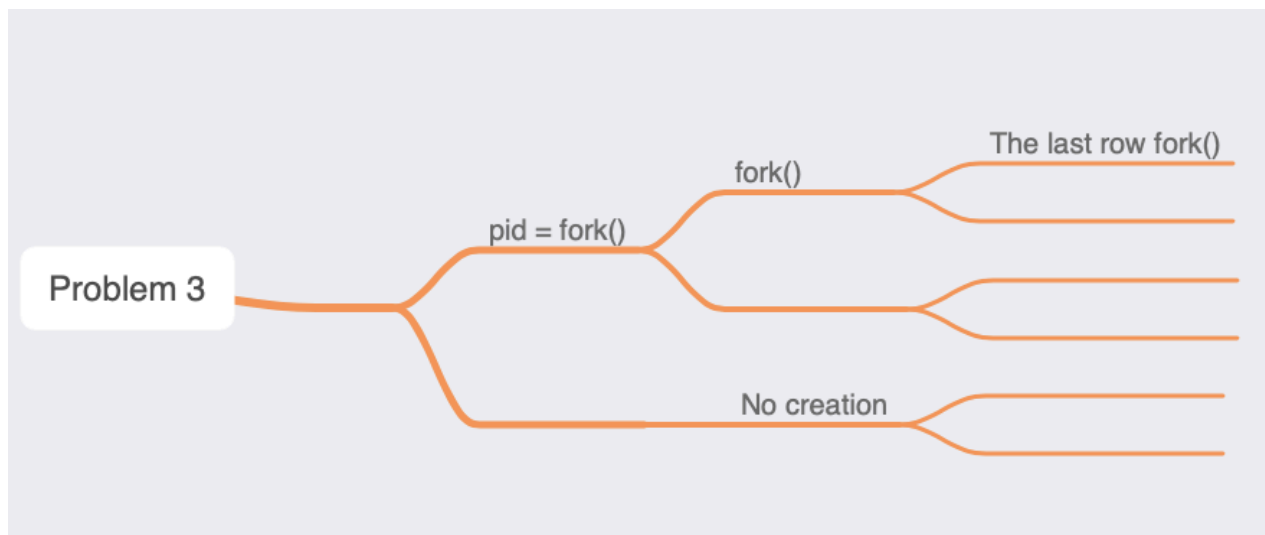 The last row fork()
fork()
pid = fork()
Problem 3
No creation